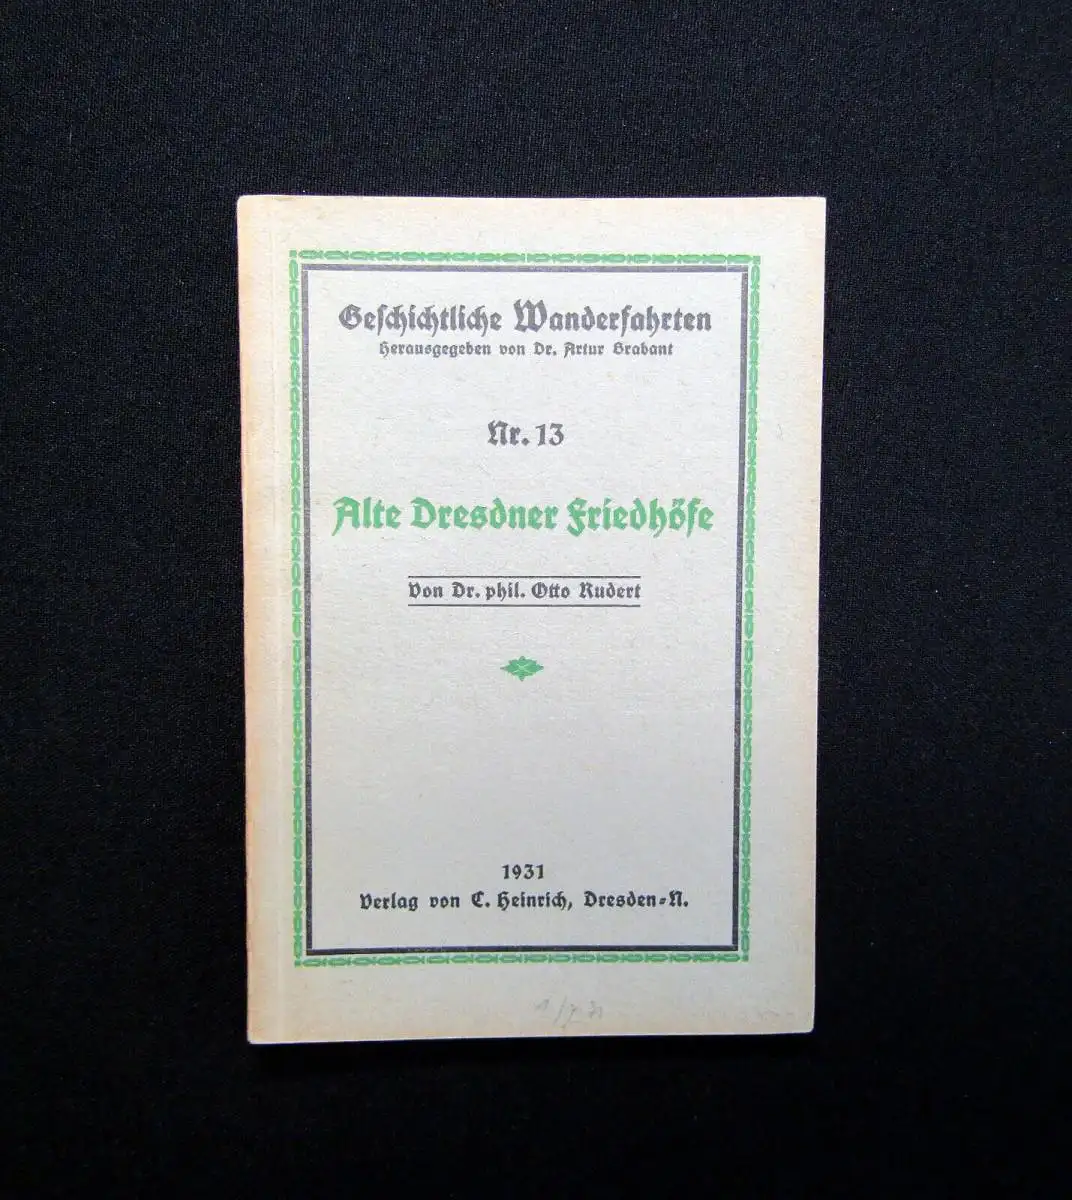 Geschichtliche Wanderfahrten
Herausgegeben von Dr. Artur Brabant
Nr. 13
Alte Dresdner Friedhöfe
Von Dr. phil. Otto Rudert
1931
Verlag von C. Heinrich, Dresden-N.